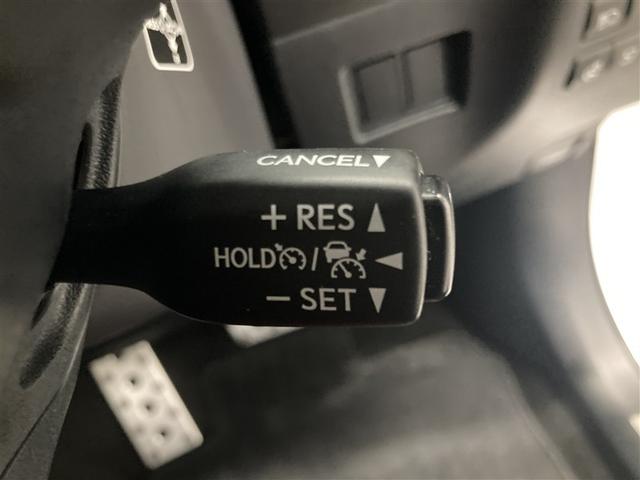 CANCEL▼
+ RES ▲
HOLD / ◀
− SET ▼